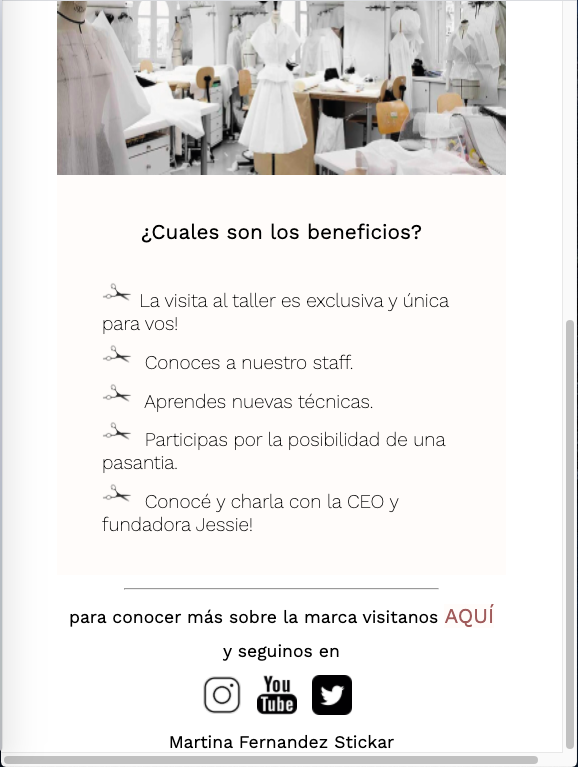 ¿Cuales son los beneficios?
La visita al taller es exclusiva y única
para vos!
Conoces a nuestro staff.
Aprendes nuevas técnicas.
Participas por la posibilidad de una
pasantia.
Conocé y charla con la CEO y
fundadora Jessie!
para conocer más sobre la marca visitanos AQUÍ
y seguinos en
You
Tube
Martina Fernandez Stickar